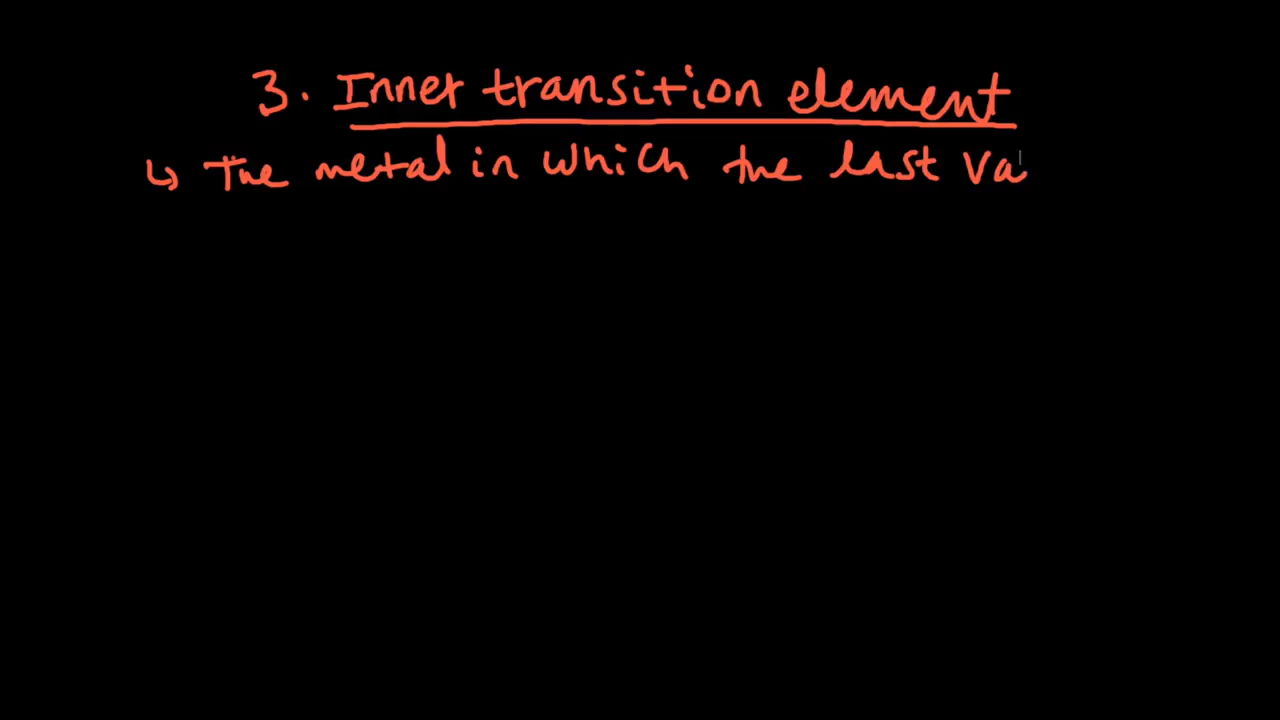 3. Inner transition element
↳ The metal in which the last va